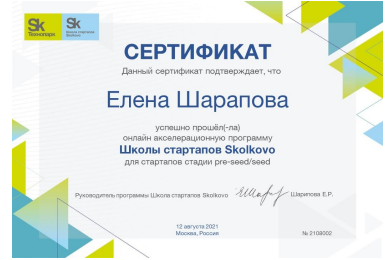 Sk
Технопарк
Sk
Школа стартапов
Skolkovo
СЕРТИФИКАТ
Данный сертификат подтверждает, что
Елена Шарапова
успешно прошёл(-ла)
онлайн акселерационную программу
Школы стартапов Skolkovo
для стартапов стадии pre-seed/seed
Руководитель программы Школа стартапов Skolkovo Шарипова Е.Р.
12 августа 2021
Москва, Россия
№ 2108002